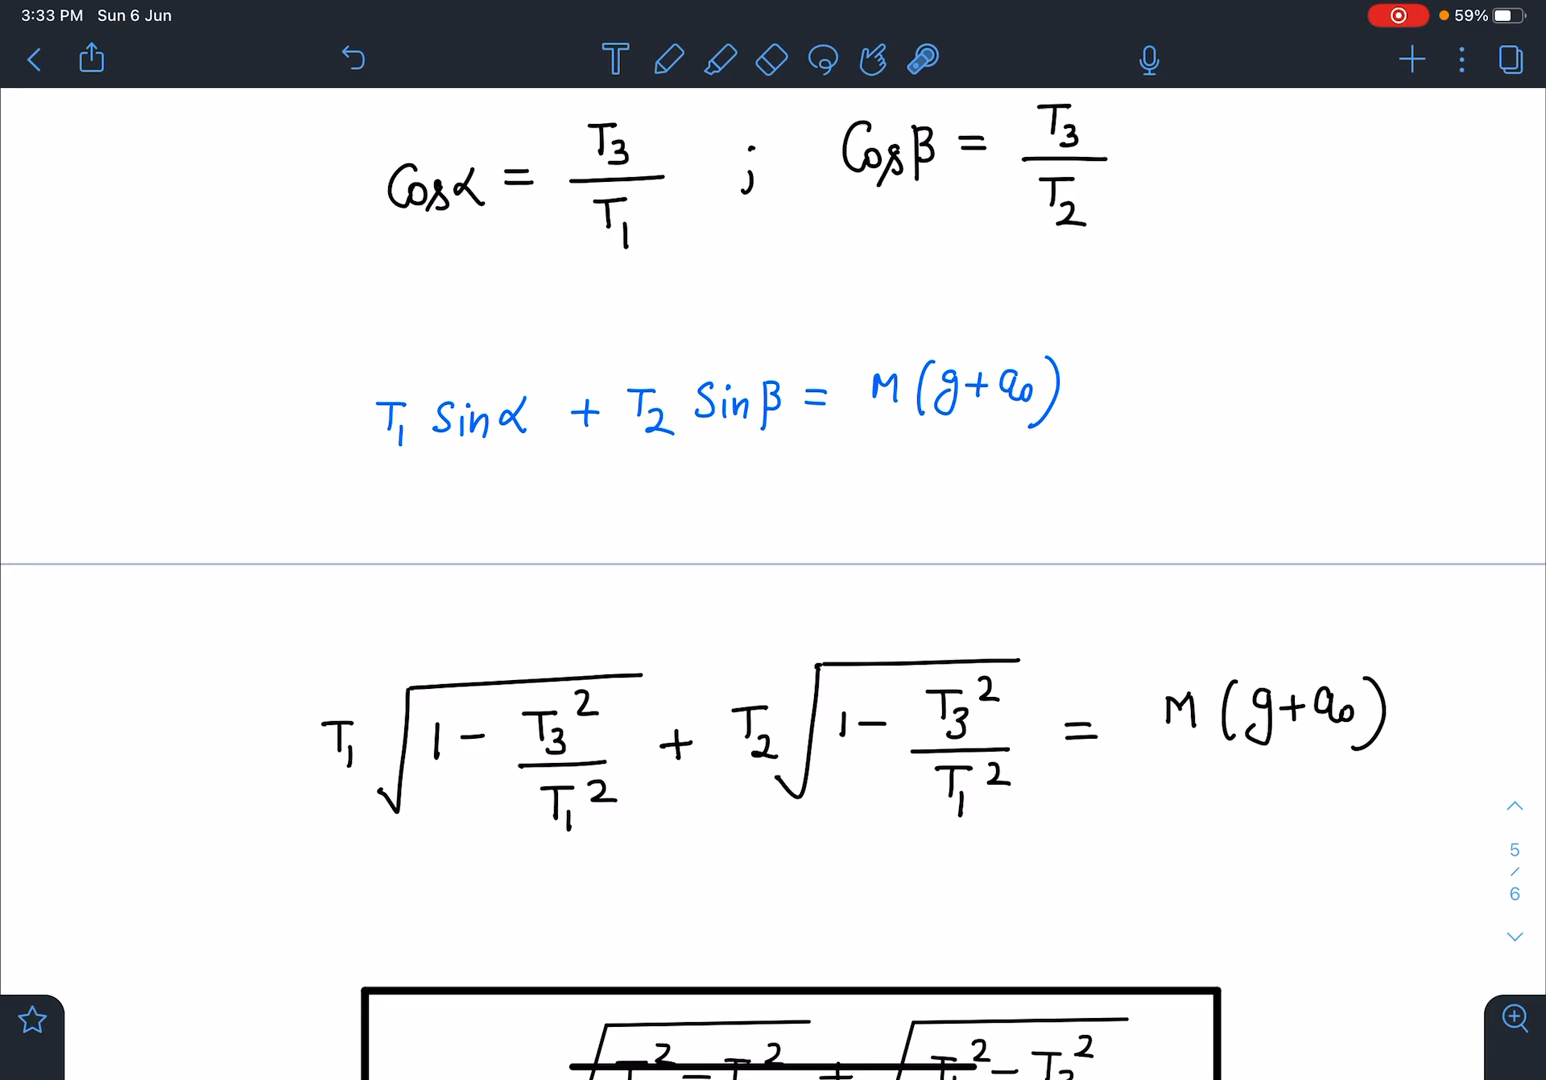 3:33 PM Sun 6 Jun 59%
Cosα = T₃/T₁ ; Cosβ = T₃/T₂
T₁ Sinα + T₂ Sinβ = M(g+a₀)
T₁√(1 - T₃²/T₁²) + T₂√(1 - T₃²/T₁²) = M(g+a₀)
5
/
6